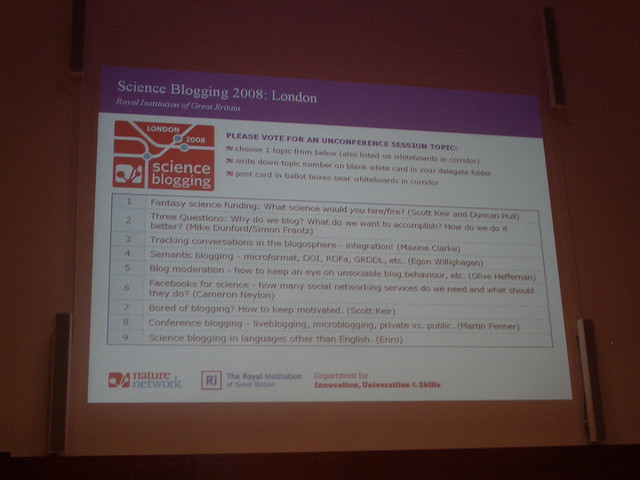 Science Blogging 2008: London
Royal Institution of Great Britain
LONDON
2008
science
blogging
PLEASE VOTE FOR AN UNCONFERENCE SESSION TOPIC:
choose 1 topic from below (also listed on whiteboards in corridor)
write down topic number on blank white card in your delegate folder
post card in ballot boxes near whiteboards in corridor
1 Fantasy science funding: What science would you hire/fire? (Scott Keir and Duncan Hull)
2 Three Questions: Why do we blog? What do we want to accomplish? How do we do it
better? (Mike Dunford/Simon Frantz)
3 Tracking conversations in the blogosphere - integration! (Maxine Clarke)
4 Semantic blogging - microformat, DOI, RDFa, GRDDL, etc. (Egon Willighagen)
5 Blog moderation - how to keep an eye on unsociable blog behaviour, etc. (Olive Heffernan)
6 Facebooks for science - how many social networking services do we need and what should
they do? (Cameron Neylon)
7 Bored of blogging? How to keep motivated. (Scott Keir)
8 Conference blogging - liveblogging, microblogging, private vs. public. (Martin Fenner)
9 Science blogging in languages other than English. (Enro)
nature
network
Ri
The Royal Institution
of Great Britain
Department for
Innovation, Universities & Skills